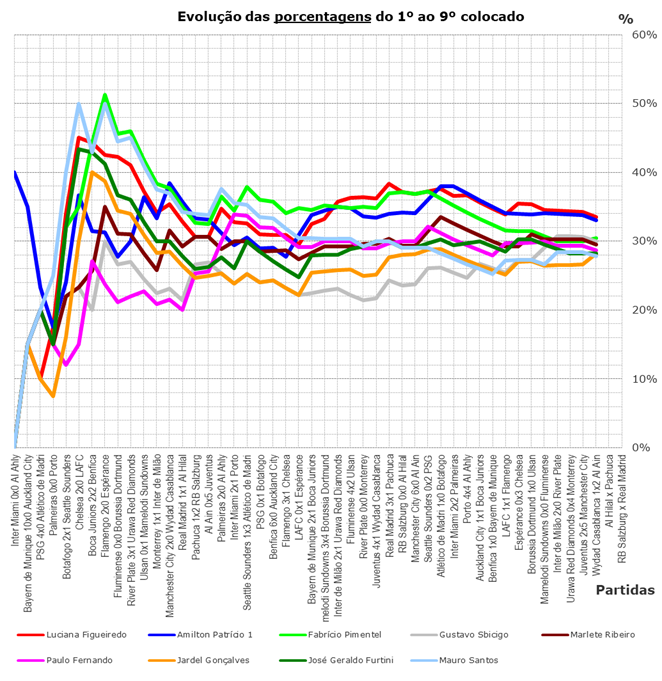 Evolução das porcentagens do 1º ao 9º colocado
%
60%
50%
40%
30%
20%
10%
0%
Inter Miami 0x0 Al Ahly
Bayern de Munique 10x0 Auckland City
PSG 4x0 Atlético de Madri
Palmeiras 0x0 Porto
Botafogo 2x1 Seattle Sounders
Chelsea 2x0 LAFC
Boca Juniors 2x2 Benfica
Flamengo 2x0 Espérance
Fluminense 0x0 Borussia Dortmund
River Plate 3x1 Urawa Red Diamonds
Ulsan 0x1 Mamelodi Sundowns
Monterrey 1x1 Inter de Milão
Manchester City 2x0 Wydad Casablanca
Real Madrid 1x1 Al Hilal
Pachuca 1x2 RB Salzburg
Al Ain 0x5 Juventus
Palmeiras 2x0 Al Ahly
Inter Miami 2x1 Porto
Seattle Sounders 1x3 Atlético de Madri
PSG 0x1 Botafogo
Benfica 6x0 Auckland City
Flamengo 3x1 Chelsea
LAFC 0x1 Espérance
Bayern de Munique 2x1 Boca Juniors
melodi Sundowns 3x4 Borussia Dortmund
Inter de Milão 2x1 Urawa Red Diamonds
Fluminense 4x2 Ulsan
River Plate 0x0 Monterrey
Juventus 4x1 Wydad Casablanca
Real Madrid 3x1 Pachuca
RB Salzburg 0x0 Al Hilal
Manchester City 6x0 Al Ain
Seattle Sounders 0x2 PSG
Atlético de Madri 1x0 Botafogo
Inter Miami 2x2 Palmeiras
Porto 4x4 Al Ahly
Auckland City 1x1 Boca Juniors
Benfica 1x0 Bayern de Munique
LAFC 1x1 Flamengo
Espérance 0x3 Chelsea
Borussia Dortmund 1x0 Ulsan
Mamelodi Sundowns 0x0 Fluminense
Inter de Milão 2x0 River Plate
Urawa Red Diamonds 0x4 Monterrey
Juventus 2x5 Manchester City
Wydad Casablanca 1x2 Al Ain
Al Hilal x Pachuca
RB Salzburg x Real Madrid
Partidas
Luciana Figueiredo
Amilton Patrício 1
Fabrício Pimentel
Gustavo Sbicigo
Marlete Ribeiro
Paulo Fernando
Jardel Gonçalves
José Geraldo Furtini
Mauro Santos